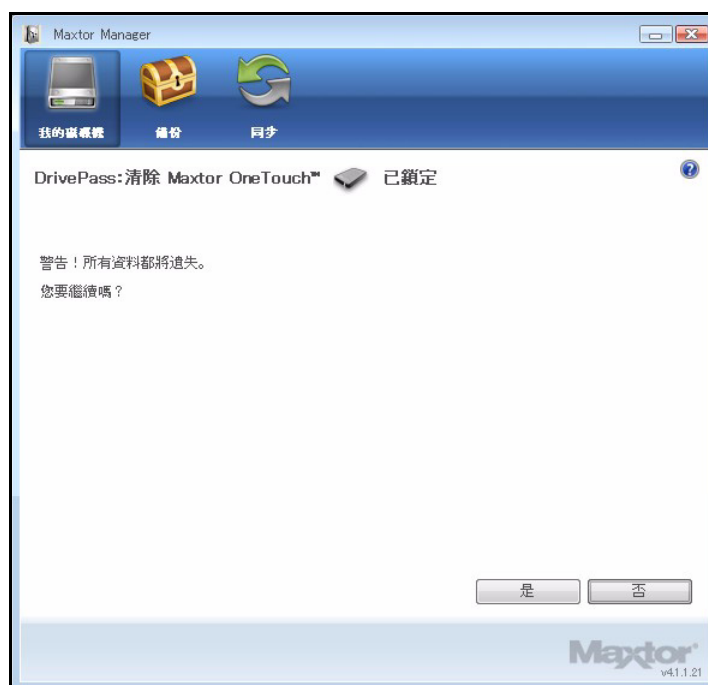 Maxtor Manager
我的磁碟機 備份 同步
DrivePass:清除 Maxtor OneTouch™ 已鎖定
警告!所有資料都將遺失。
您要繼續嗎?
是 否
Maxtor
v4.1.1.21